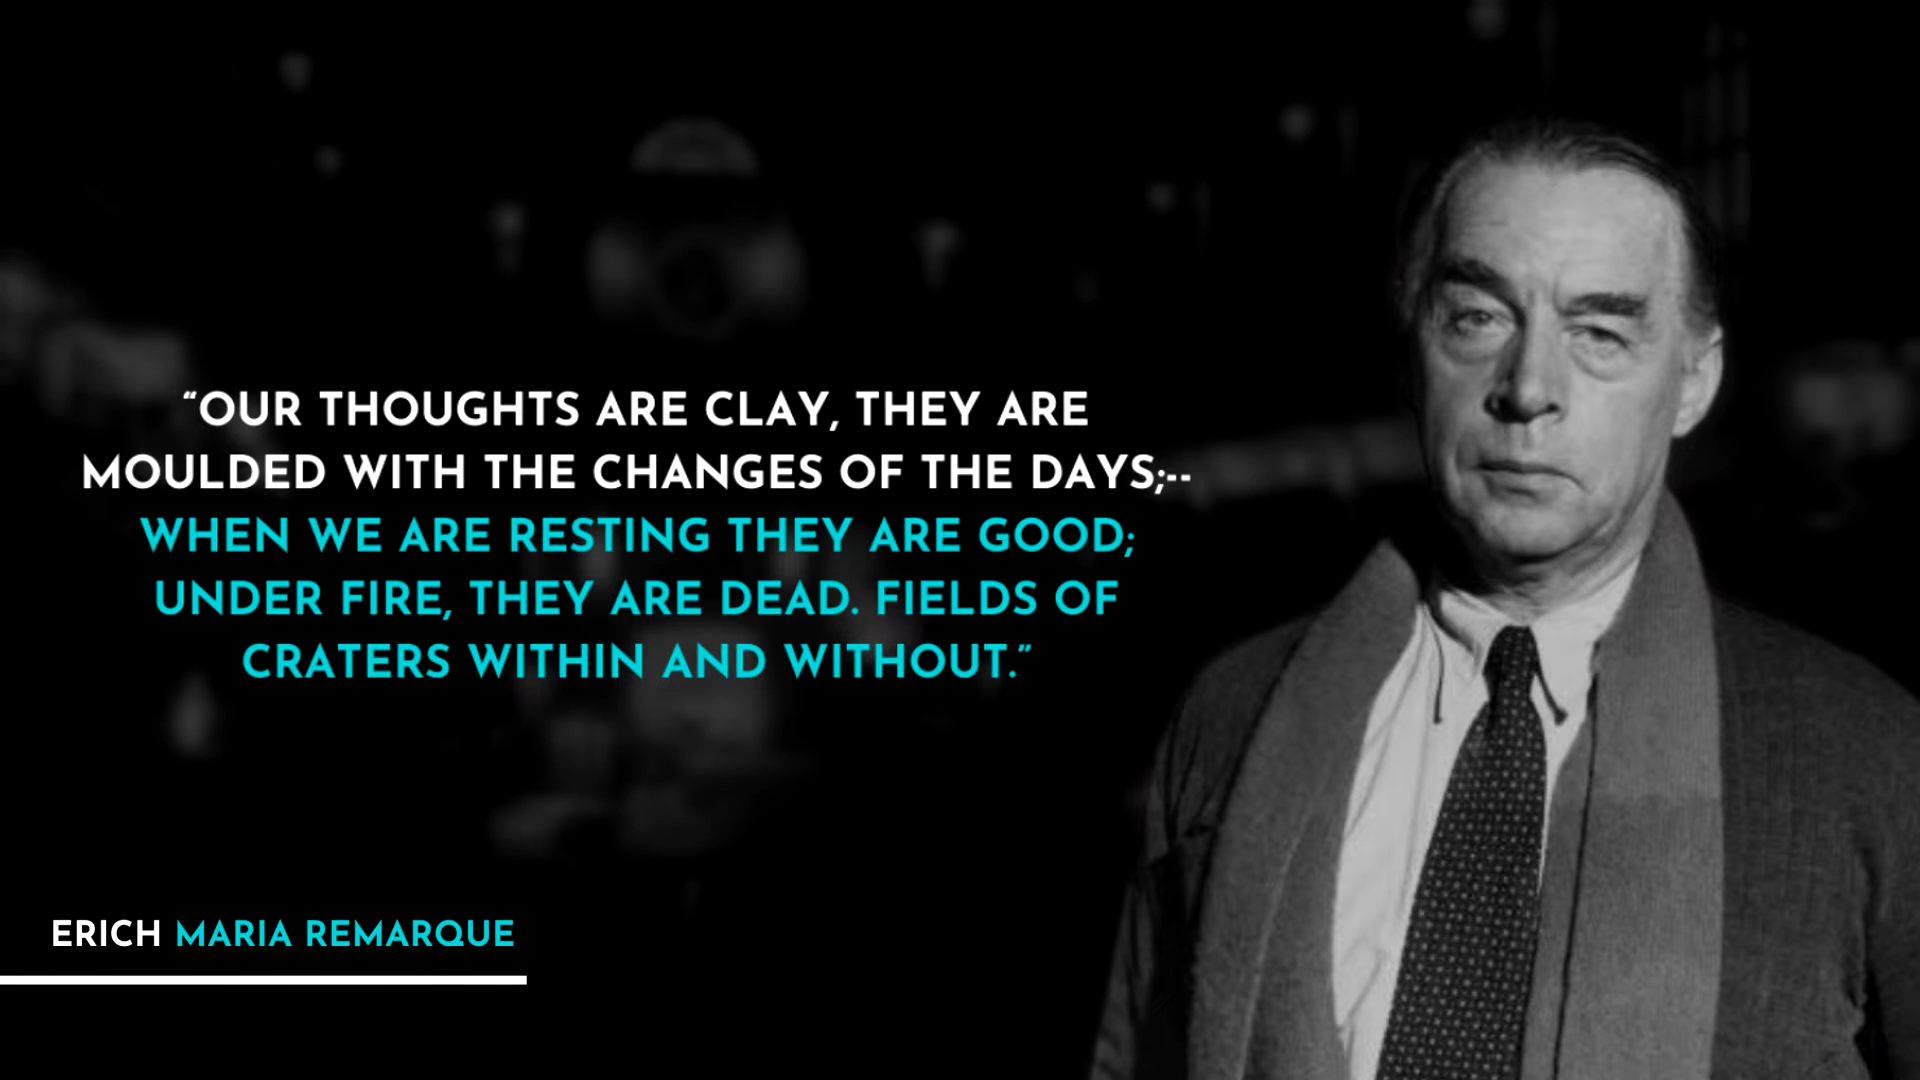 “OUR THOUGHTS ARE CLAY, THEY ARE
MOULDED WITH THE CHANGES OF THE DAYS;--
WHEN WE ARE RESTING THEY ARE GOOD;
UNDER FIRE, THEY ARE DEAD. FIELDS OF
CRATERS WITHIN AND WITHOUT.”
ERICH MARIA REMARQUE